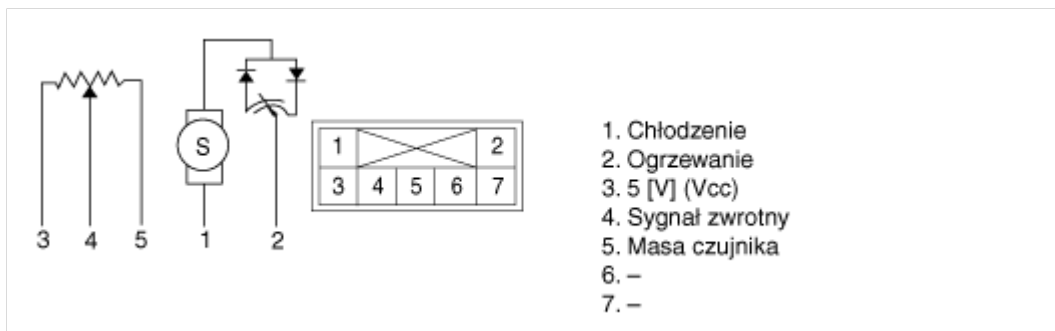 S
3 4 5 1 2
1 2
3 4 5 6 7
1. Chłodzenie
2. Ogrzewanie
3. 5 [V] (Vcc)
4. Sygnał zwrotny
5. Masa czujnika
6. –
7. –